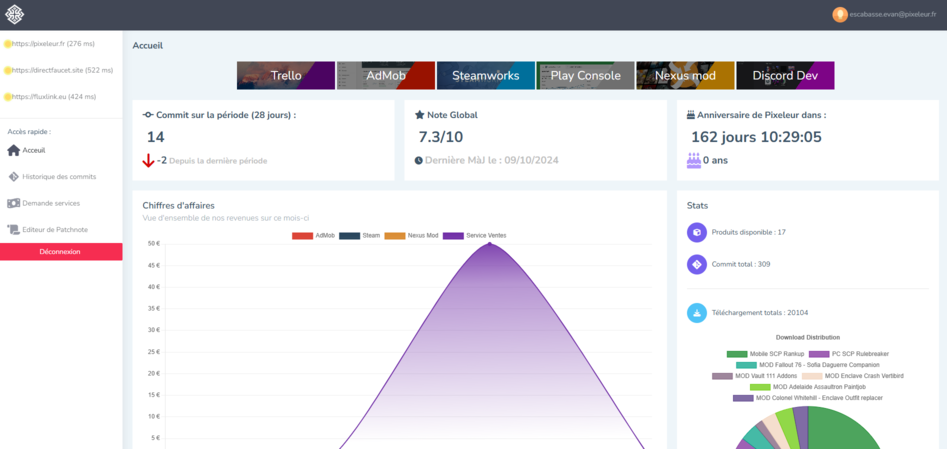 escabasse.evan@pixeleur.fr
https://pixeleur.fr (276 ms)
https://directfaucet.site (522 ms)
https://fluxlink.eu (424 ms)
Accès rapide :
Acceuil
Historique des commits
Demande services
Editeur de Patchnote
Déconnexion
Accueil
Trello
AdMob
Steamworks
Play Console
Nexus mod
Discord Dev
Commit sur la période (28 jours) :
14
-2 Depuis la dernière période
Note Global
7.3/10
Dernière MàJ le : 09/10/2024
Anniversaire de Pixeleur dans :
162 jours 10:29:05
0 ans
Chiffres d'affaires
Vue d'ensemble de nos revenues sur ce mois-ci
AdMob Steam Nexus Mod Service Ventes
50 €
45 €
40 €
35 €
30 €
25 €
20 €
15 €
10 €
5 €
Stats
Produits disponible : 17
Commit total : 309
Téléchargement totals : 20104
Download Distribution
Mobile SCP Rankup PC SCP Rulebreaker
MOD Fallout 76 - Sofia Daguerre Companion
MOD Vault 111 Addons MOD Enclave Crash Vertibird
MOD Adelaide Assaultron Paintjob
MOD Colonel Whitehill - Enclave Outfit replacer